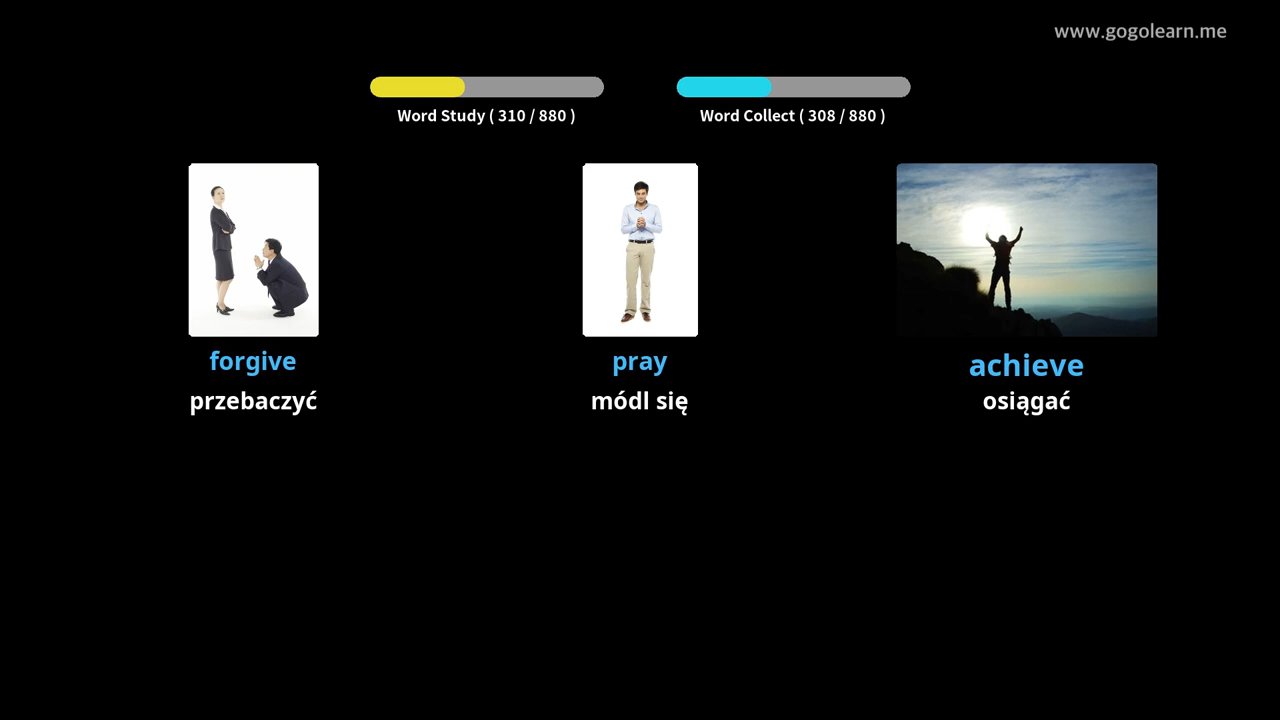 www.gogolearn.me
Word Study ( 310 / 880 )
Word Collect ( 308 / 880 )
forgive
przebaczyć
pray
módl się
achieve
osiągać